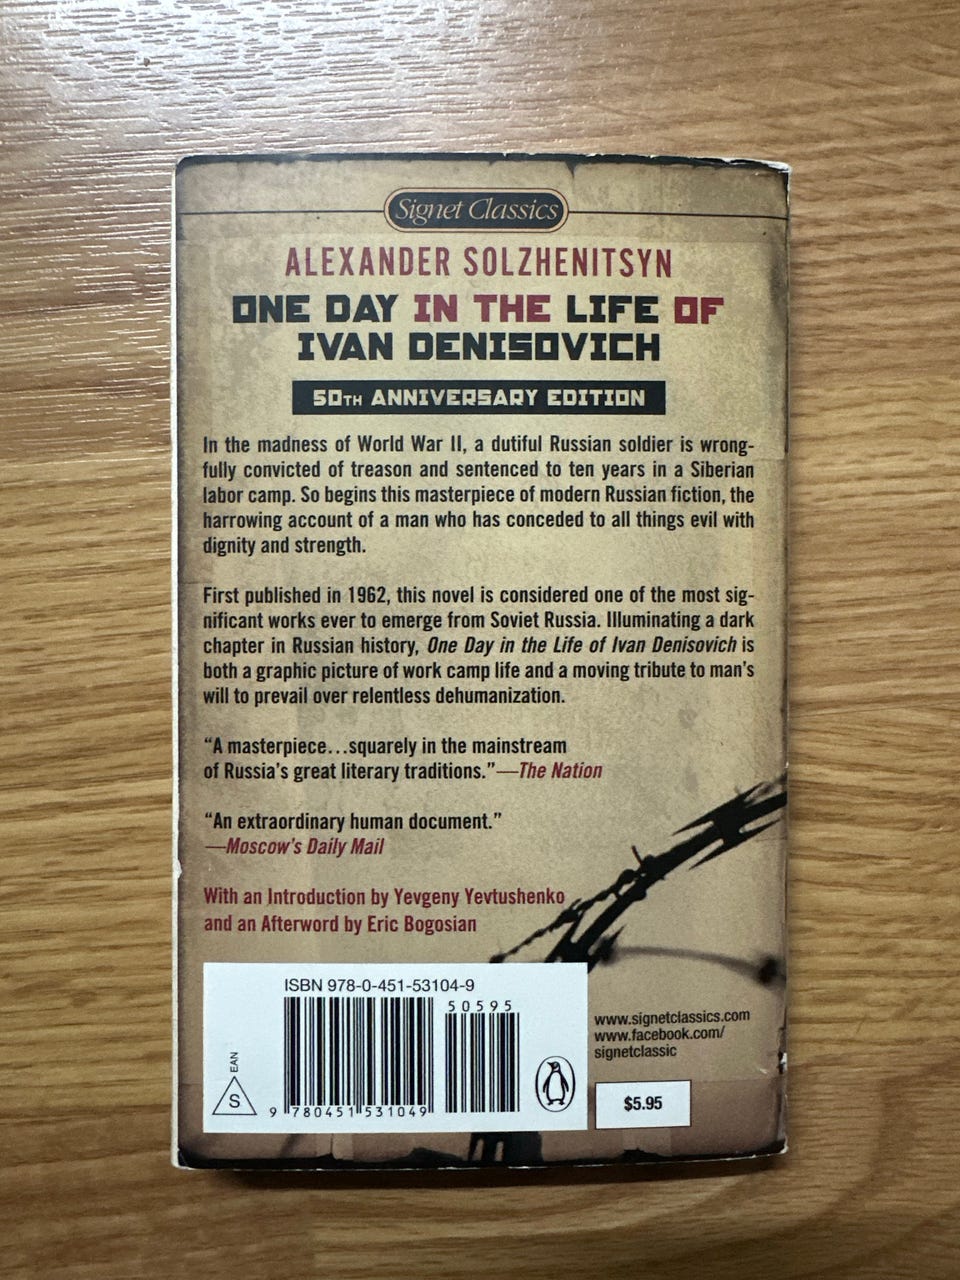 Signet Classics
ALEXANDER SOLZHENITSYN
ONE DAY IN THE LIFE OF
IVAN DENISOVICH
50TH ANNIVERSARY EDITION
In the madness of World War II, a dutiful Russian soldier is wrong-
fully convicted of treason and sentenced to ten years in a Siberian
labor camp. So begins this masterpiece of modern Russian fiction, the
harrowing account of a man who has conceded to all things evil with
dignity and strength.
First published in 1962, this novel is considered one of the most sig-
nificant works ever to emerge from Soviet Russia. Illuminating a dark
chapter in Russian history, One Day in the Life of Ivan Denisovich is
both a graphic picture of work camp life and a moving tribute to man's
will to prevail over relentless dehumanization.
“A masterpiece...squarely in the mainstream
of Russia's great literary traditions.”—The Nation
“An extraordinary human document.”
—Moscow's Daily Mail
With an Introduction by Yevgeny Yevtushenko
and an Afterword by Eric Bogosian
ISBN 978-0-451-53104-9
50595
EAN
S
9 780451 531049
www.signetclassics.com
www.facebook.com/
signetclassic
$5.95